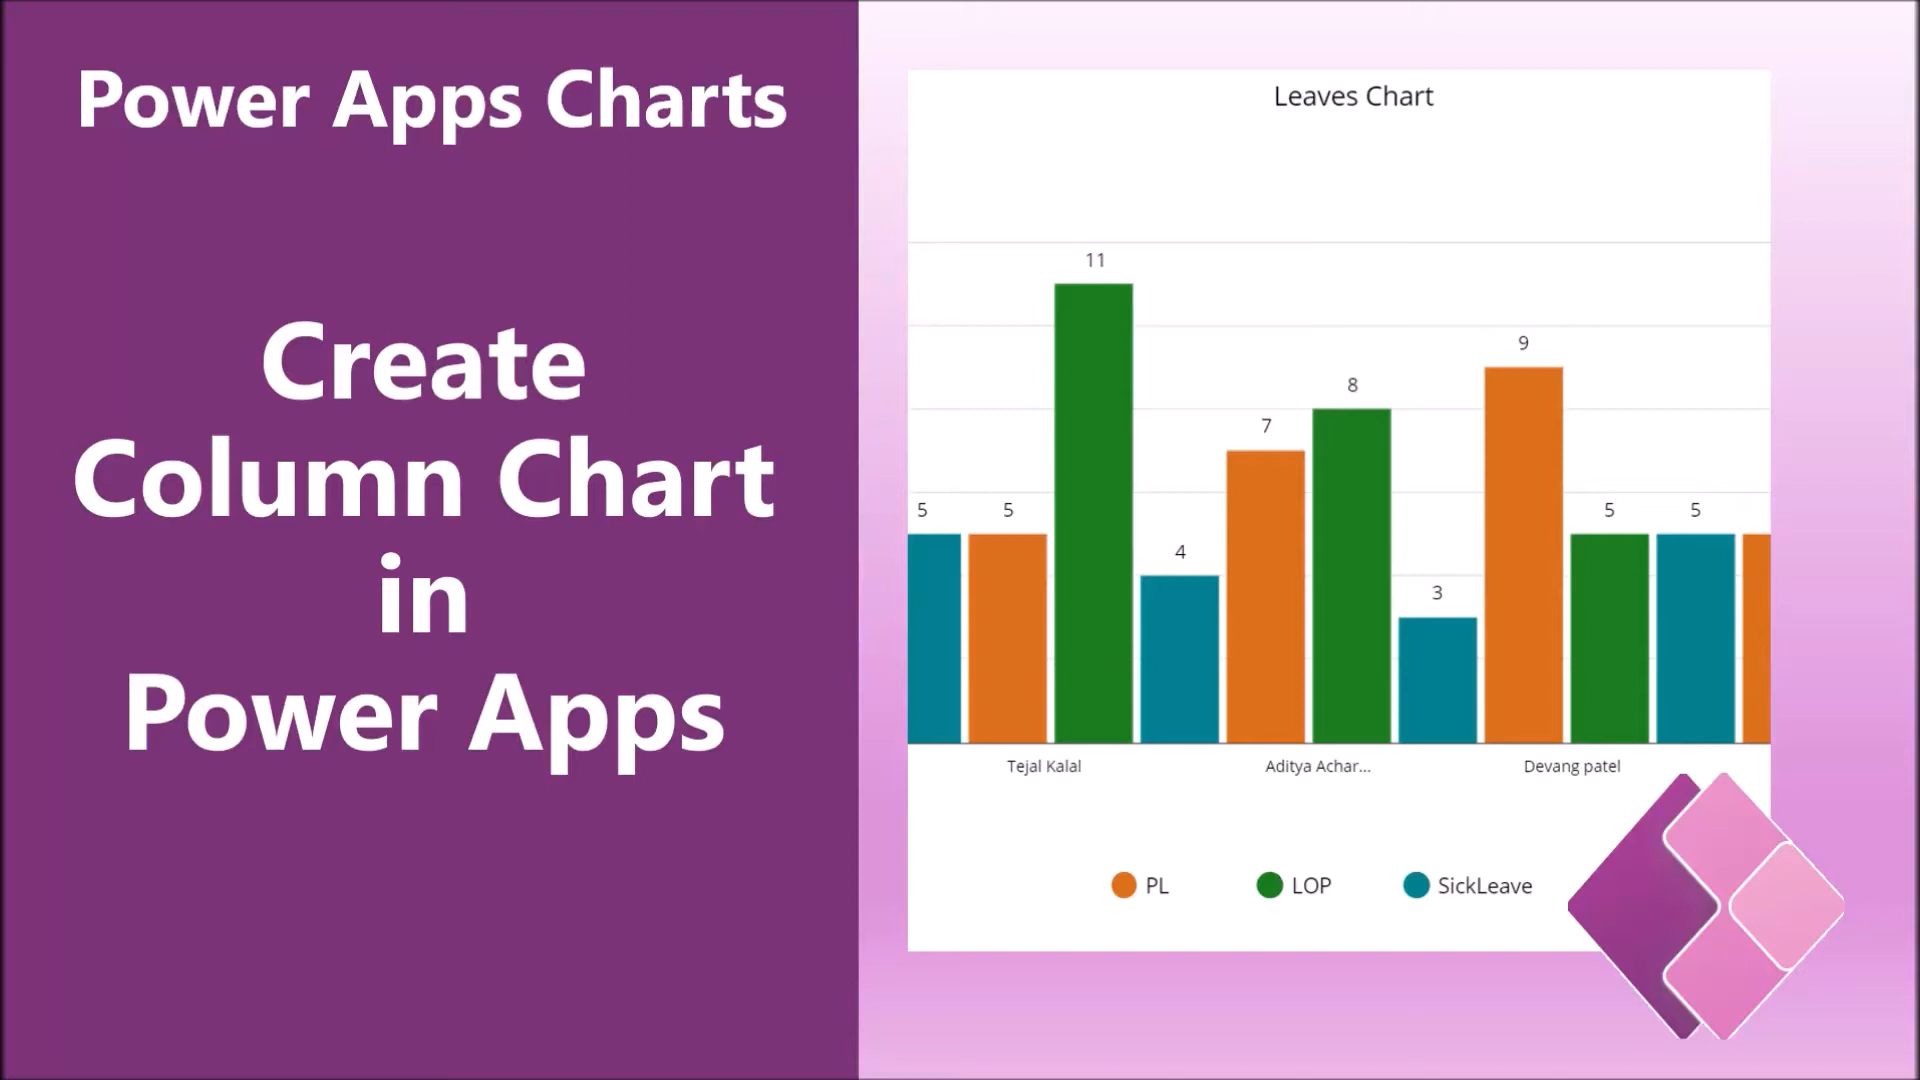 Power Apps Charts
Create
Column Chart
in
Power Apps
Leaves Chart
11
9
8
7
5
5
5
5
4
3
Tejal Kalal
Aditya Achar...
Devang patel
PL
LOP
SickLeave